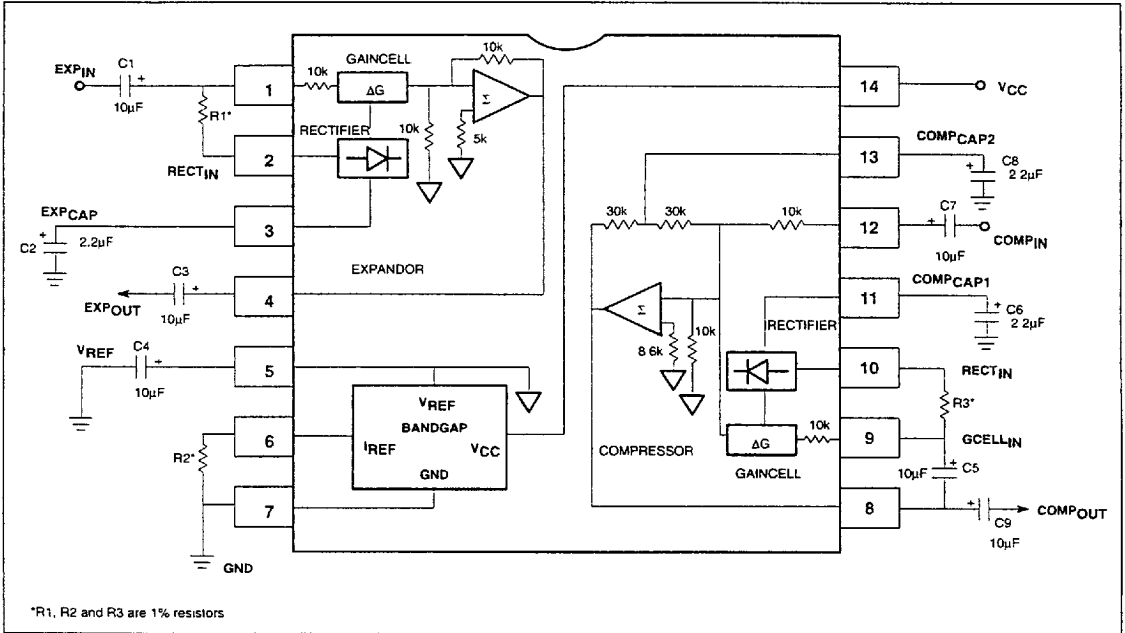 EXPIN
C1
+
10µF
R1*
1
10k
GAINCELL
ΔG
10k
Σ
10k
5k
RECTIFIER
2
RECTIN
EXPCAP
+
C2
2.2µF
3
EXPANDOR
C3
+
EXPOUT
10µF
4
VREF
C4
+
10µF
5
VREF
BANDGAP
IREF
VCC
GND
6
R2*
7
GND
14
VCC
13
COMPCAP2
+
C8
2 2µF
30k
30k
10k
12
C7
+
10µF
COMPIN
11
COMPCAP1
+
C6
2 2µF
Σ
8 6k
10k
RECTIFIER
10
RECTIN
R3*
10k
9
GCELLIN
ΔG
COMPRESSOR
GAINCELL
+
10µF
C5
8
+
COMPOUT
C9
10µF
*R1, R2 and R3 are 1% resistors